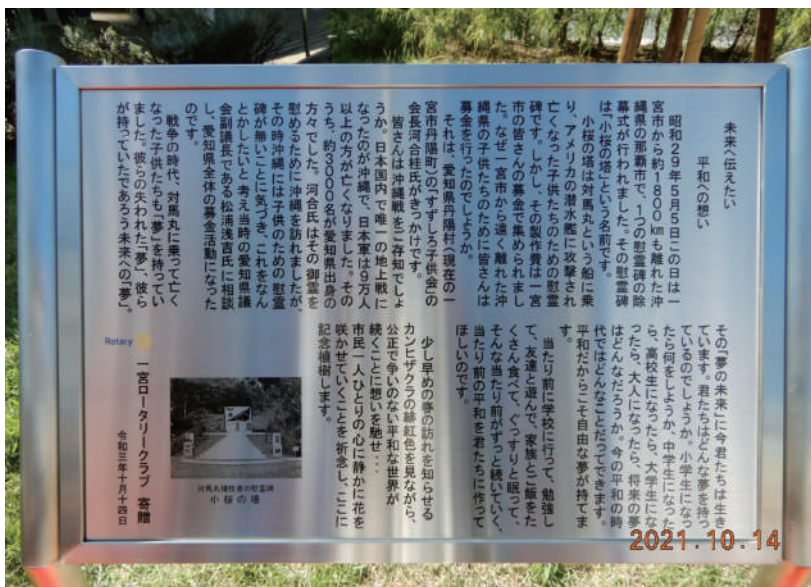 未来へ伝えたい
平和への想い
昭和29年5月5日この日は一
宮市から約1800㎞も離れた沖
縄県の那覇市で、1つの慰霊碑の除
幕式が行われました。その慰霊碑
は「小桜の塔」という名前です。
小桜の塔は対馬丸という船に乗
り、アメリカの潜水艦に攻撃され
亡くなった子供たちのための慰霊
碑です。しかし、その製作費は一宮
市の皆さんの募金で集められまし
た。なぜ一宮市から遠く離れた沖
縄県の子供たちのために皆さんは
募金を行ったのでしょうか。
それは、愛知県丹陽村(現在の一
宮市丹陽町)の「すずしろ子供会」の
会長河合桂氏がきっかけです。
皆さんは沖縄戦をご存知でしょ
うか。日本国内で唯一の地上戦に
なったのが沖縄で、日本軍は9万人
以上の方が亡くなりました。その
うち、約3000名が愛知県出身の
方々でした。河合氏はその御霊を
慰めるために沖縄を訪れましたが、
その時沖縄には子供のための慰霊
碑が無いことに気づき、これをなん
とかしたいと考え当時の愛知県議
会副議長である松浦浅吉氏に相談
し、愛知県全体の募金活動になった
のです。
戦争の時代、対馬丸に乗って亡く
なった子供たちも「夢」を持ってい
ました。彼らの失われた「夢」、彼ら
が持っていたであろう未来への「夢」。
その「夢の未来」に今君たちは生き
ています。君たちはどんな夢を持っ
ているのでしょうか。小学生になっ
たら何をしようか、中学生になった
ら、高校生になったら、大学生にな
ったら、大人になったら、将来の夢
はどんなだろうか。今の平和の時
代ではどんなことだってできます。
平和だからこそ自由な夢が持てま
す。
当たり前に学校に行って、勉強し
て、友達と遊んで、家族とご飯をた
くさん食べて、ぐっすりと眠って、
そんな当たり前がずっと続いていく、
当たり前の平和を君たちに作って
ほしいのです。
少し早めの春の訪れを知らせる
カンヒザクラの緋紅色を見ながら、
公正で争いのない平和な世界が
続くことに想いを馳せ・・・
市民一人ひとりの心に静かに花を
咲かせていくことを祈念し、ここに
記念植樹します。
対馬丸犠牲者の慰霊碑
小桜の塔
Rotary
一宮ロータリークラブ 寄贈
令和三年十月十四日
2021.10.14